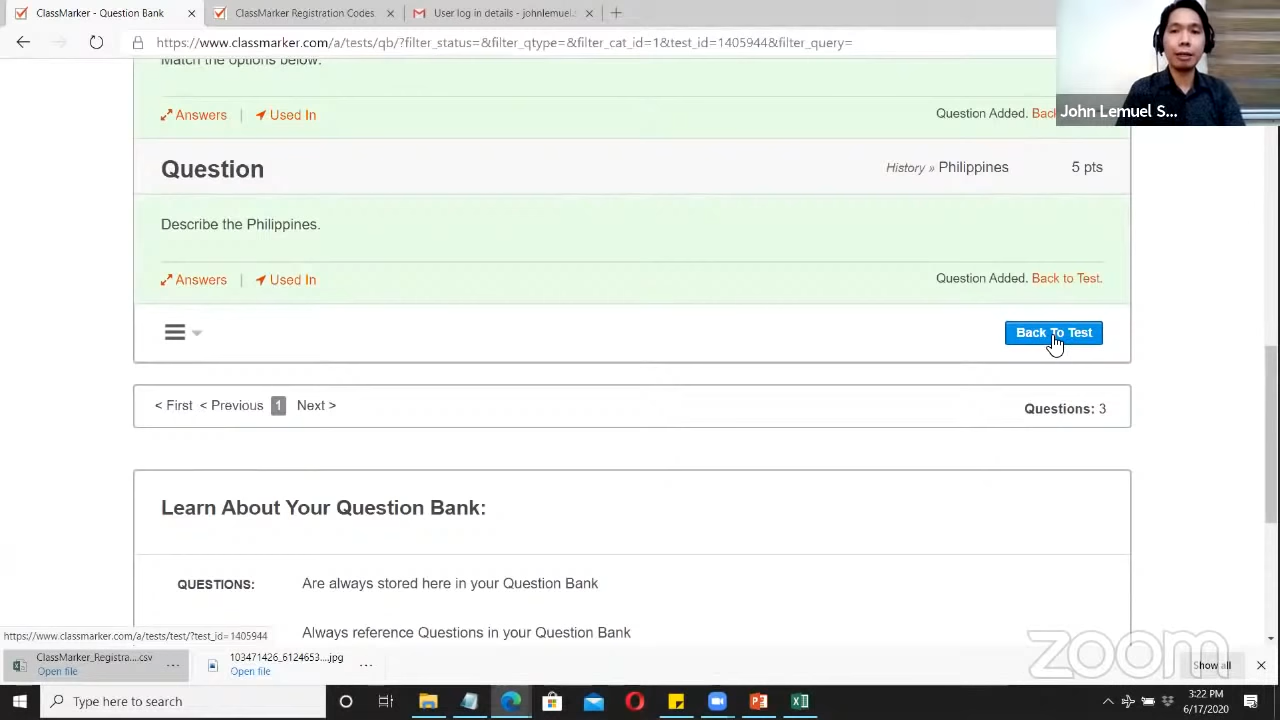 ClassMarker - Question Bank
ClassMarker Registration Codes
User log in details - johnlemuel.s
https://www.classmarker.com/a/tests/qb/?filter_status=&filter_qtype=&filter_cat_id=1&test_id=1405944&filter_query=
John Lemuel S...
Match the options below.
Answers | Used In
Question Added. Back
Question
History » Philippines
5 pts
Describe the Philippines.
Answers | Used In
Question Added. Back to Test.
Back To Test
< First < Previous 1 Next >
Questions: 3
Learn About Your Question Bank:
QUESTIONS:
Are always stored here in your Question Bank
https://www.classmarker.com/a/tests/test/?test_id=1405944
Always reference Questions in your Question Bank
zoom
ClassMarker_Registra....csv
Open file
103471426_6124653....jpg
Open file
Show all
Type here to search
3:22 PM
6/17/2020